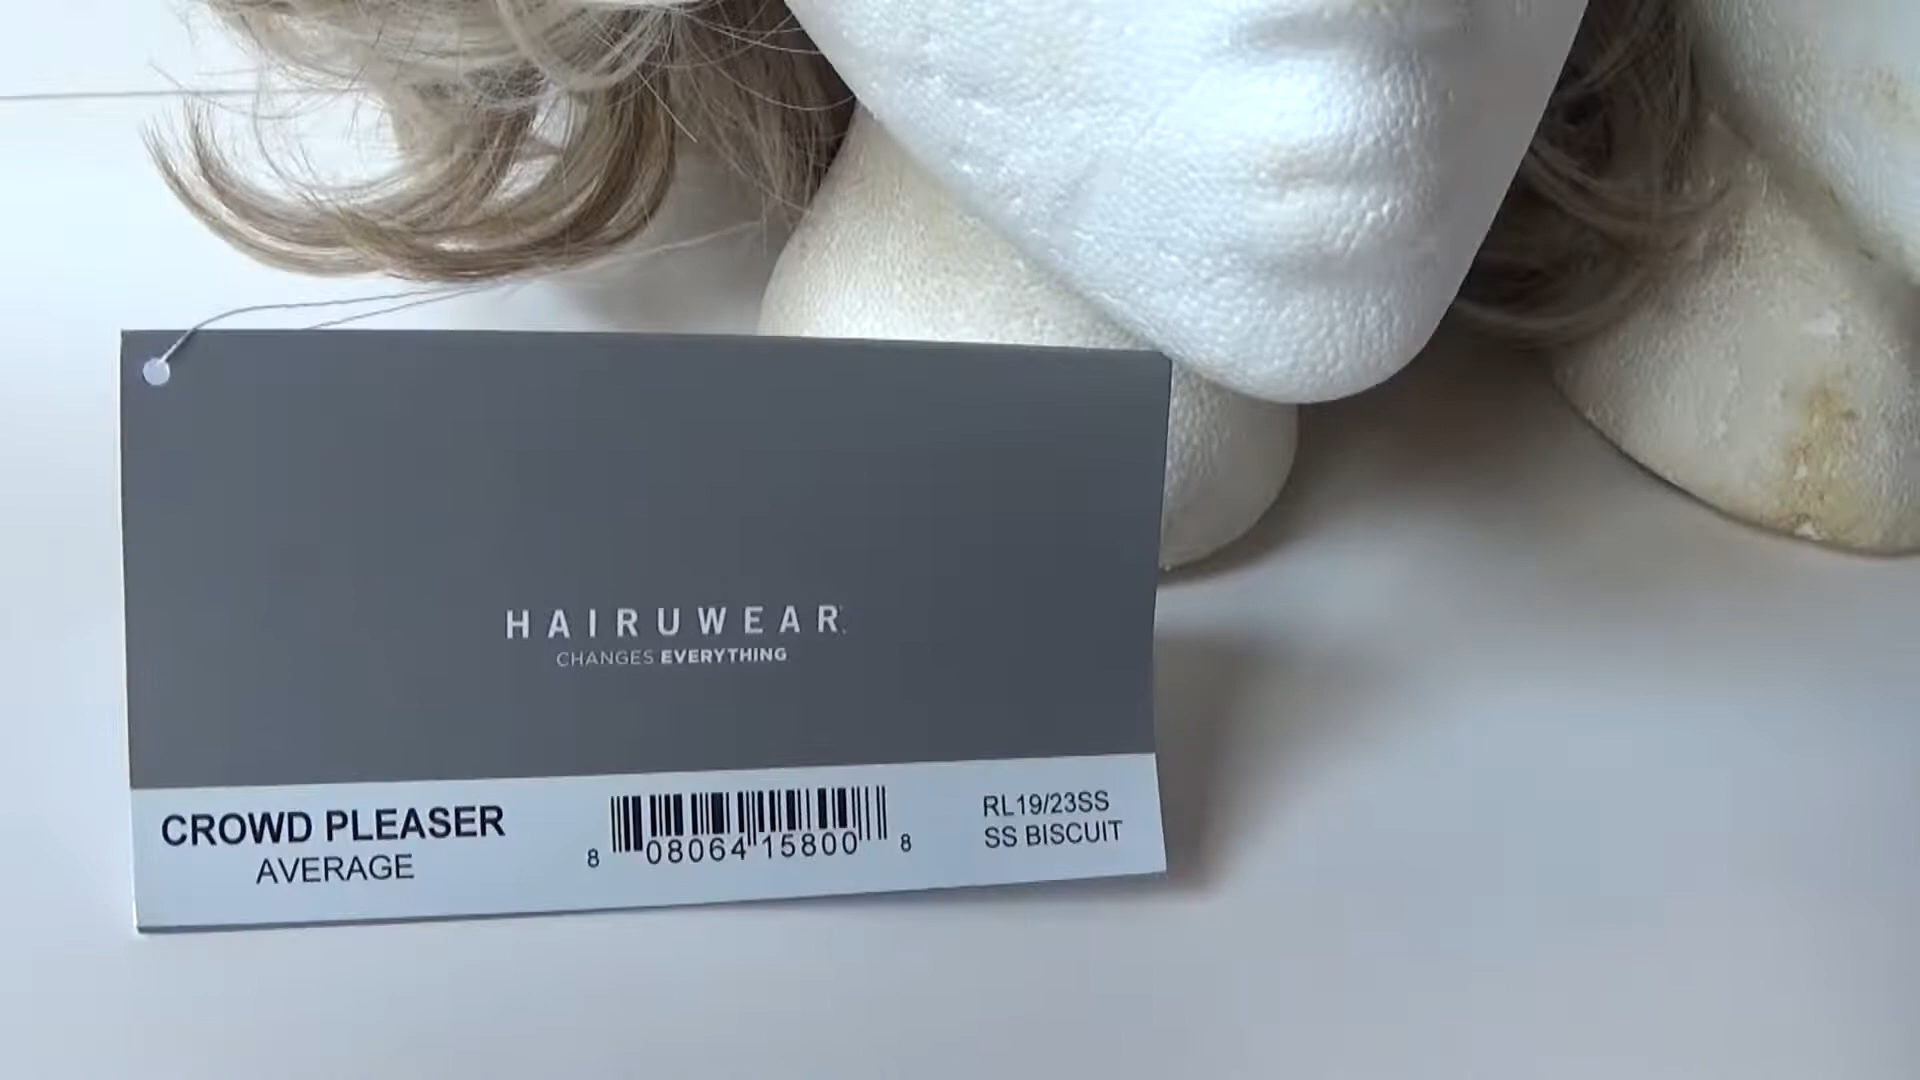 HAIRUWEAR
CHANGES EVERYTHING
CROWD PLEASER
AVERAGE
8 08064 15800 8
RL19/23SS
SS BISCUIT